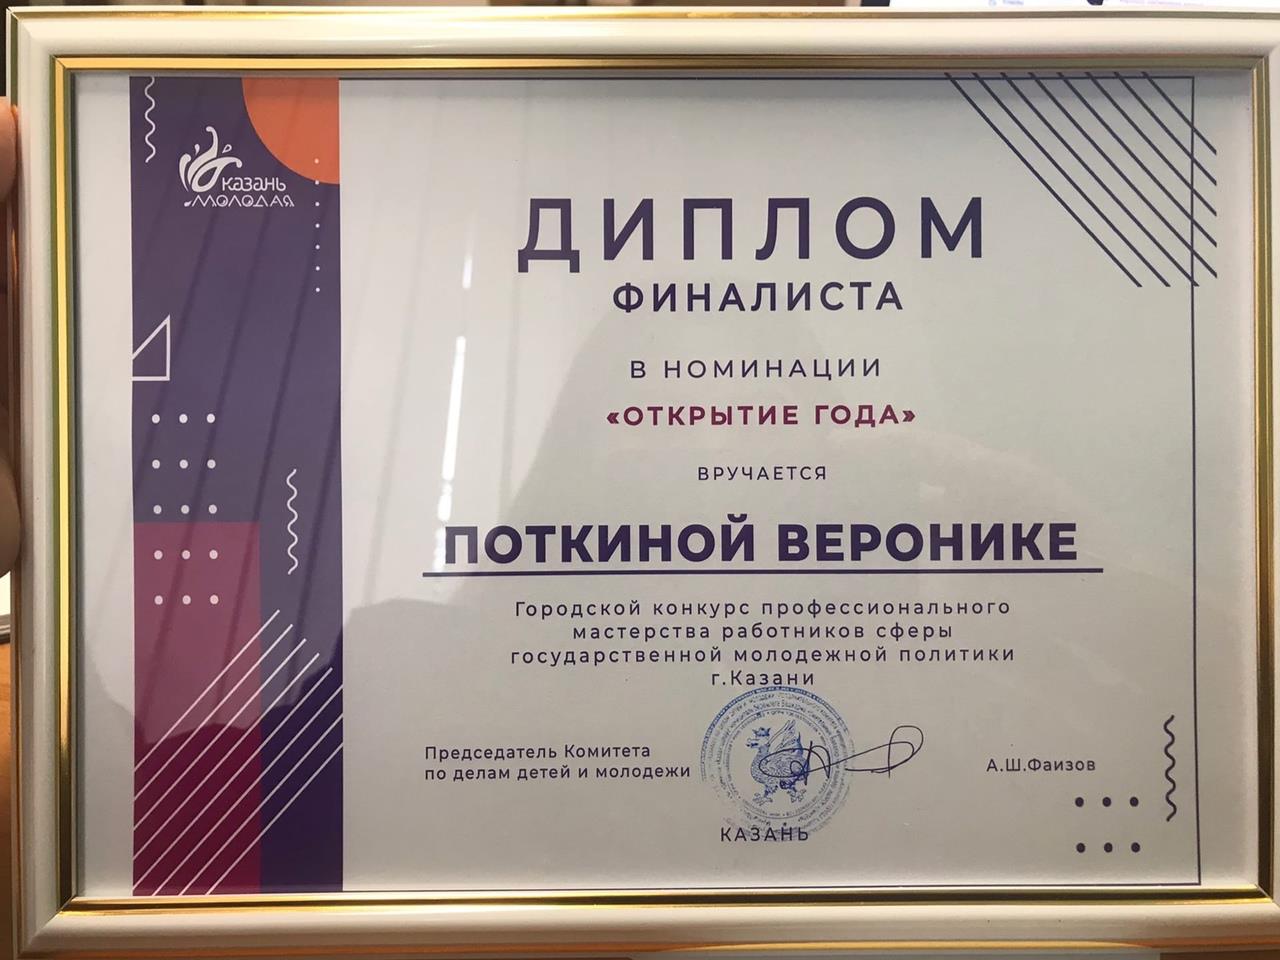 казань
молодая
ДИПЛОМ
ФИНАЛИСТА
В НОМИНАЦИИ
«ОТКРЫТИЕ ГОДА»
ВРУЧАЕТСЯ
ПОТКИНОЙ ВЕРОНИКЕ
Городской конкурс профессионального
мастерства работников сферы
государственной молодежной политики
г.Казани
Председатель Комитета
по делам детей и молодежи
А.Ш.Фаизов
КАЗАНЬ